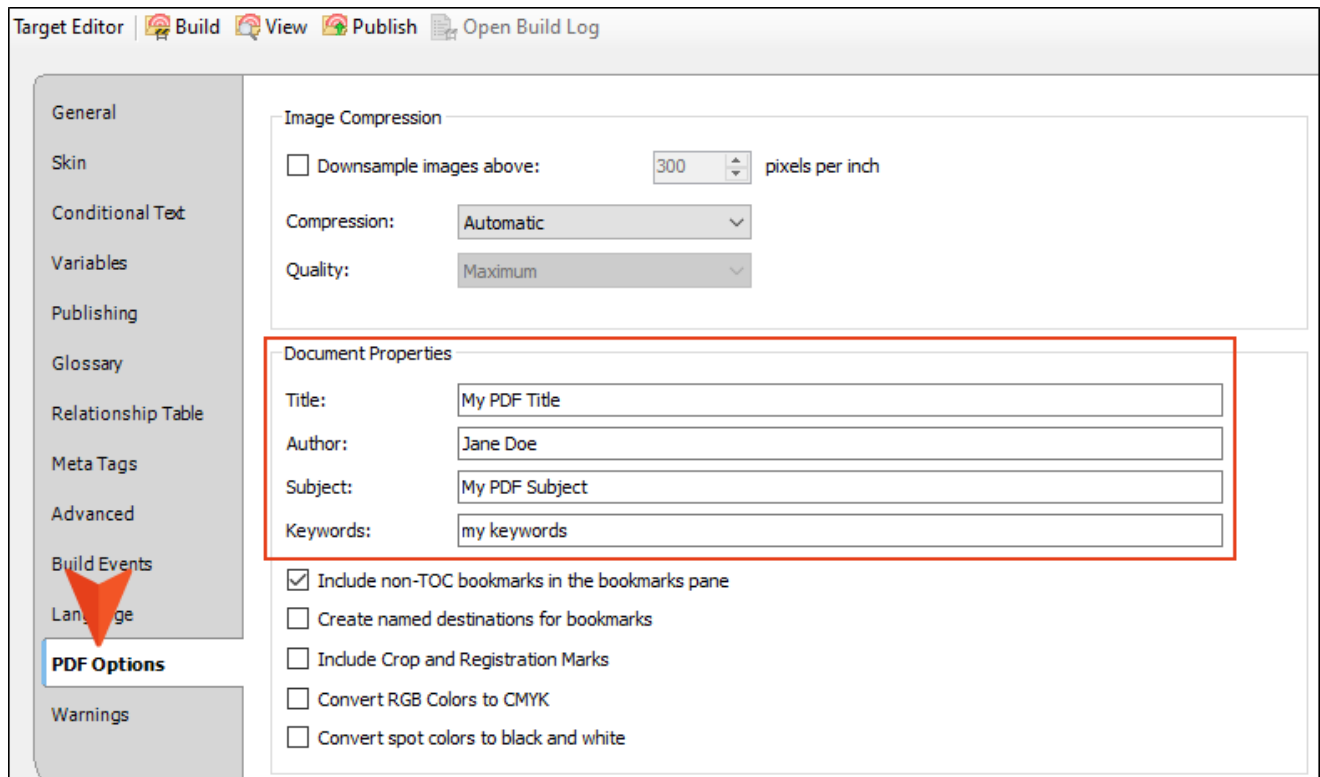 Target Editor Build View Publish Open Build Log
General
Skin
Conditional Text
Variables
Publishing
Glossary
Relationship Table
Meta Tags
Advanced
Build Events
PDF Options
Warnings
Image Compression
Downsample images above: 300 pixels per inch
Compression: Automatic
Quality: Maximum
Document Properties
Title: My PDF Title
Author: Jane Doe
Subject: My PDF Subject
Keywords: my keywords
Include non-TOC bookmarks in the bookmarks pane
Create named destinations for bookmarks
Include Crop and Registration Marks
Convert RGB Colors to CMYK
Convert spot colors to black and white